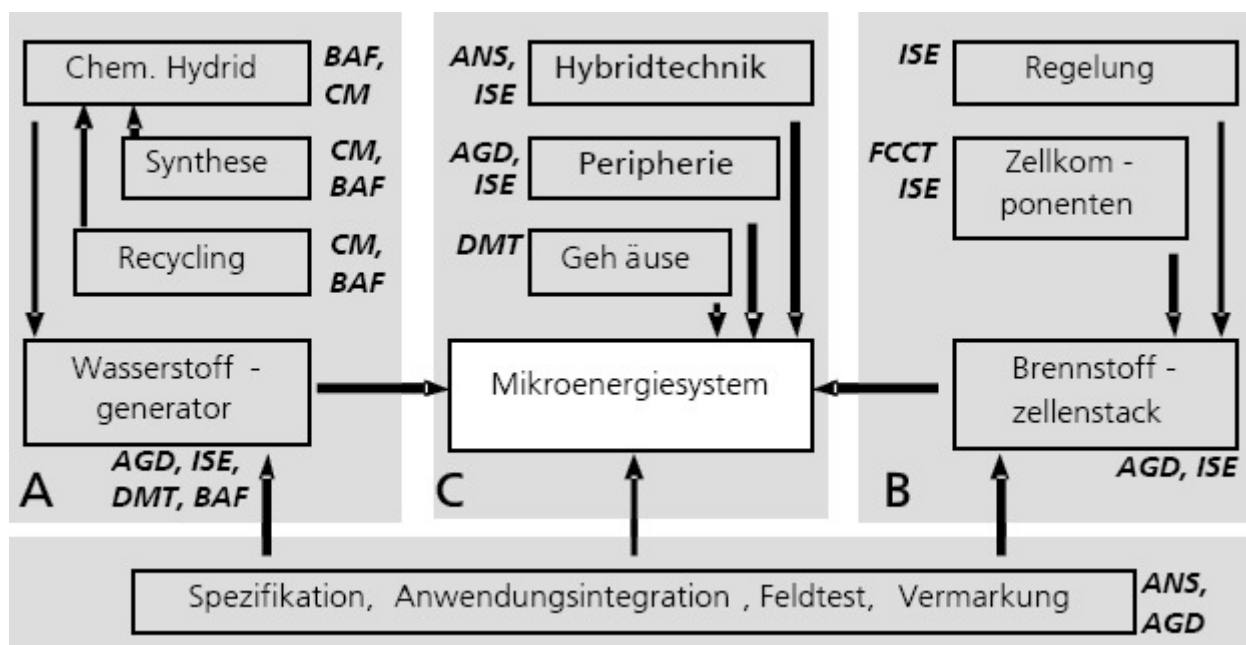 Chem. Hydrid
BAF,
CM
Synthese
CM,
BAF
Recycling
CM,
BAF
Wasserstoff -
generator
AGD, ISE,
DMT, BAF
A
ANS,
ISE
Hybridtechnik
AGD,
ISE
Peripherie
DMT
Geh äuse
Mikroenergiesystem
C
ISE
Regelung
FCCT
ISE
Zellkom -
ponenten
Brennstoff -
zellenstack
AGD, ISE
B
Spezifikation, Anwendungsintegration , Feldtest, Vermarkung
ANS,
AGD